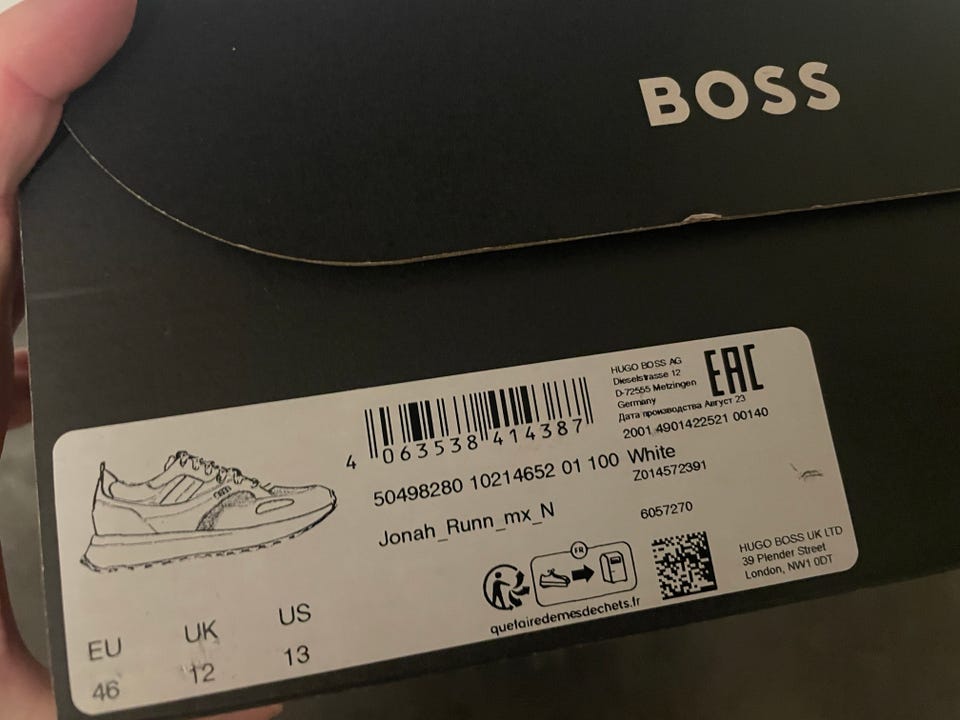 BOSS
HUGO BOSS AG
Dieselstrasse 12
D-72555 Metzingen
Germany
Дата производства Август 23
2001 4901422521 00140
EAC
4 063538 414387
50498280 10214652 01 100 White
Z014572391
Jonah_Runn_mx_N
6057270
FR
quefairedemesdechets.fr
HUGO BOSS UK LTD
39 Plender Street
London, NW1 0DT
EU UK US
46 12 13